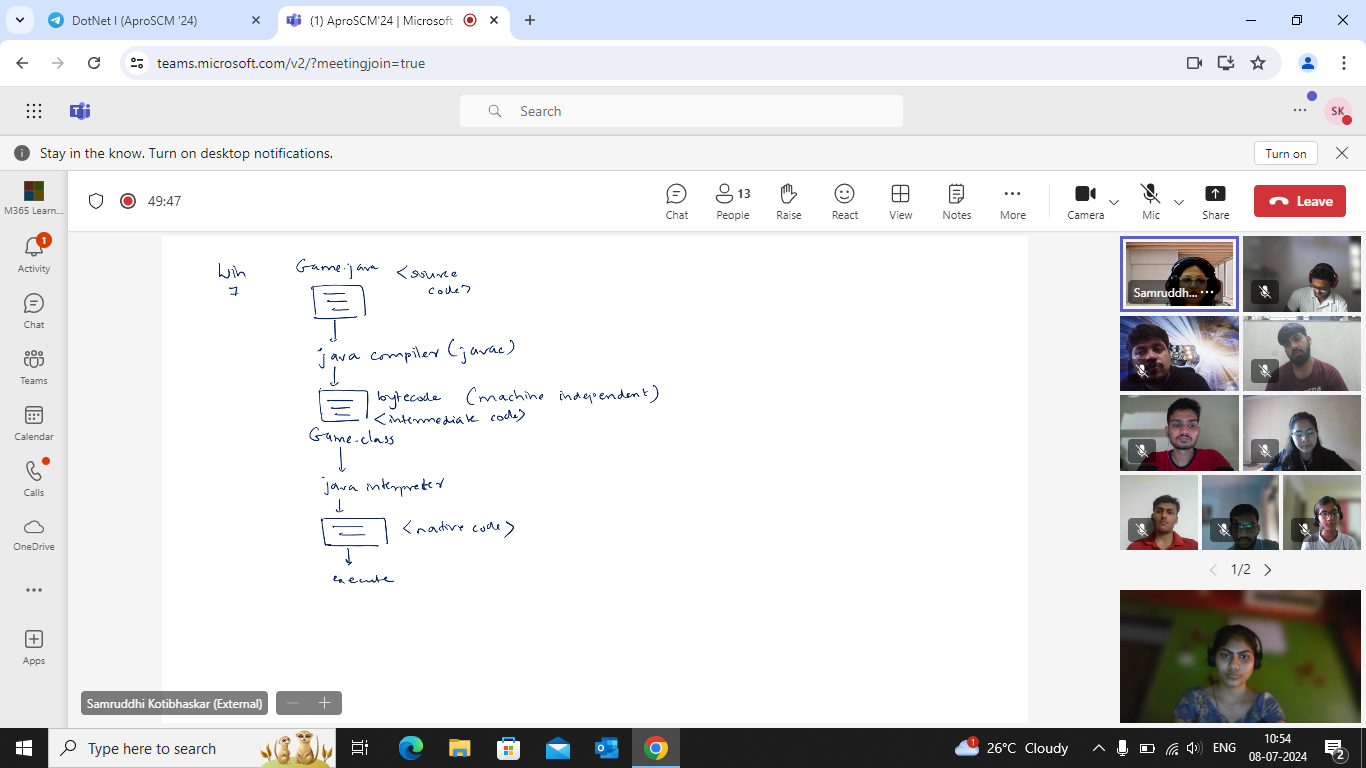 DotNet I (AproSCM '24)
(1) AproSCM'24 | Microsoft
teams.microsoft.com/v2/?meetingjoin=true
Search
SK
Stay in the know. Turn on desktop notifications.
Turn on
M365 Learn...
1
Activity
Chat
Teams
Calendar
Calls
OneDrive
Apps
49:47
Chat
13
People
Raise
React
View
Notes
More
Camera
Mic
Share
Leave
Win
7
Game.java <source
code>
java compiler (javac)
bytecode (machine independent)
<intermediate code>
Game.class
java interpreter
<native code>
execute
Samruddhi Kotibhaskar (External)
Samruddh...
1/2
Type here to search
1
26°C Cloudy
ENG
10:54
08-07-2024
2